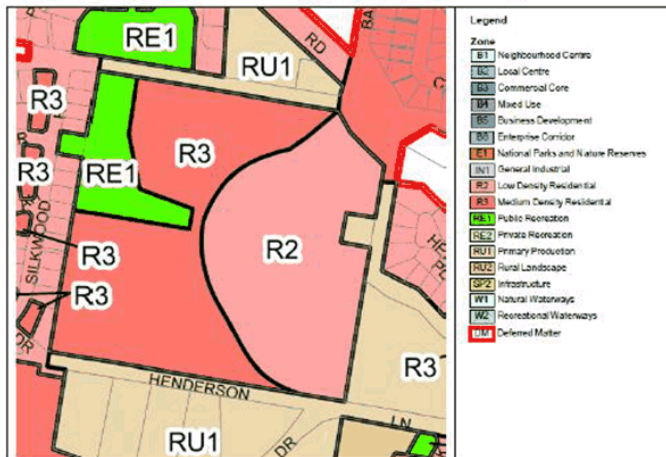 RE1
RU1
RD
BA
R3
R3
RE1
R3
R2
SILKWOOD
R3
R3
DR
HENDERSON
LN
R3
RU1
DR
Legend
Zone
B1 Neighbourhood Centre
B2 Local Centre
B3 Commercial Core
B4 Mixed Use
B5 Business Development
B6 Enterprise Corridor
E1 National Parks and Nature Reserves
IN1 General Industrial
R2 Low Density Residential
R3 Medium Density Residential
RE1 Public Recreation
RE2 Private Recreation
RU1 Primary Production
RU2 Rural Landscape
SP2 Infrastructure
W1 Natural Waterways
W2 Recreational Waterways
DM Deferred Matter